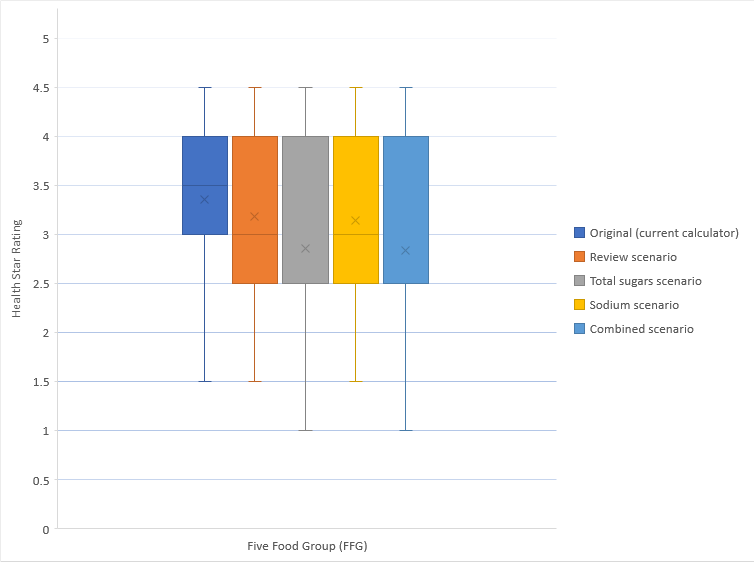 5
4.5
4
3.5
3
2.5
2
1.5
1
0.5
0
Health Star Rating
Five Food Group (FFG)
Original (current calculator)
Review scenario
Total sugars scenario
Sodium scenario
Combined scenario